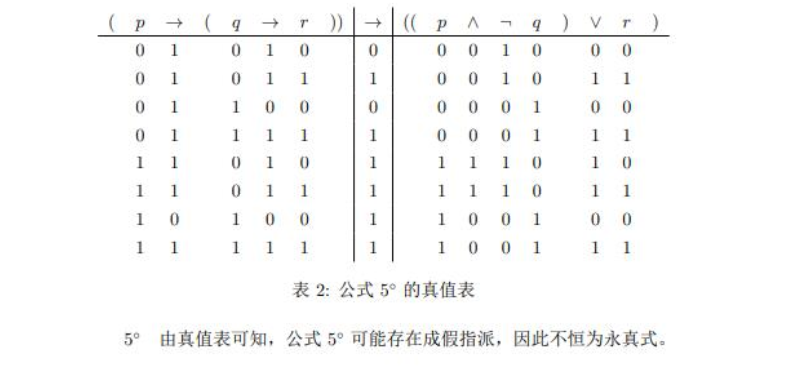 ( p → ( q → r )) → (( p ∧ ¬ q ) ∨ r )
0 1 0 1 0 0 0 0 1 0 0 0
0 1 0 1 1 1 0 0 1 0 1 1
0 1 1 0 0 0 0 0 0 1 0 0
0 1 1 1 1 1 0 0 0 1 1 1
1 1 0 1 0 1 1 1 1 0 1 0
1 1 0 1 1 1 1 1 1 0 1 1
1 0 1 0 0 1 1 0 0 1 0 0
1 1 1 1 1 1 1 0 0 1 1 1
表 2: 公式 5° 的真值表
5° 由真值表可知，公式 5° 可能存在成假指派，因此不恒为永真式。